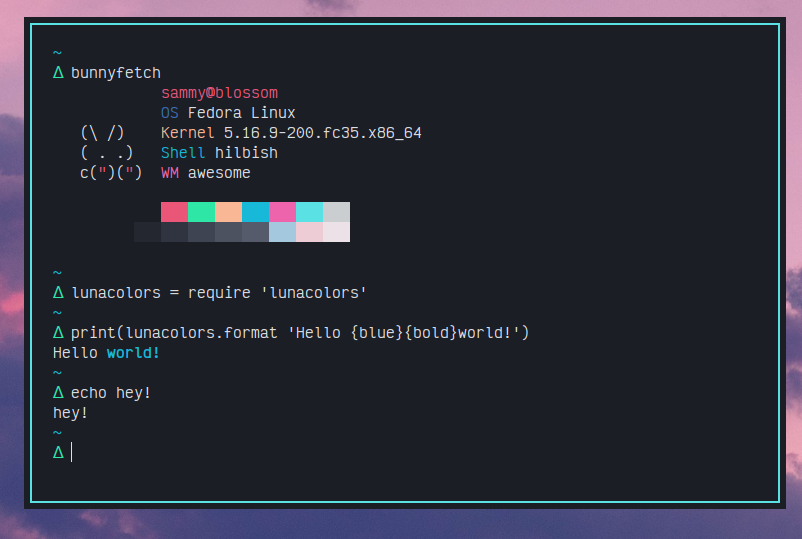 ~
Δ bunnyfetch
sammy@blossom
OS Fedora Linux
(\ /) Kernel 5.16.9-200.fc35.x86_64
( . .) Shell hilbish
c(")(") WM awesome
~
Δ lunacolors = require 'lunacolors'
~
Δ print(lunacolors.format 'Hello {blue}{bold}world!')
Hello world!
~
Δ echo hey!
hey!
~
Δ